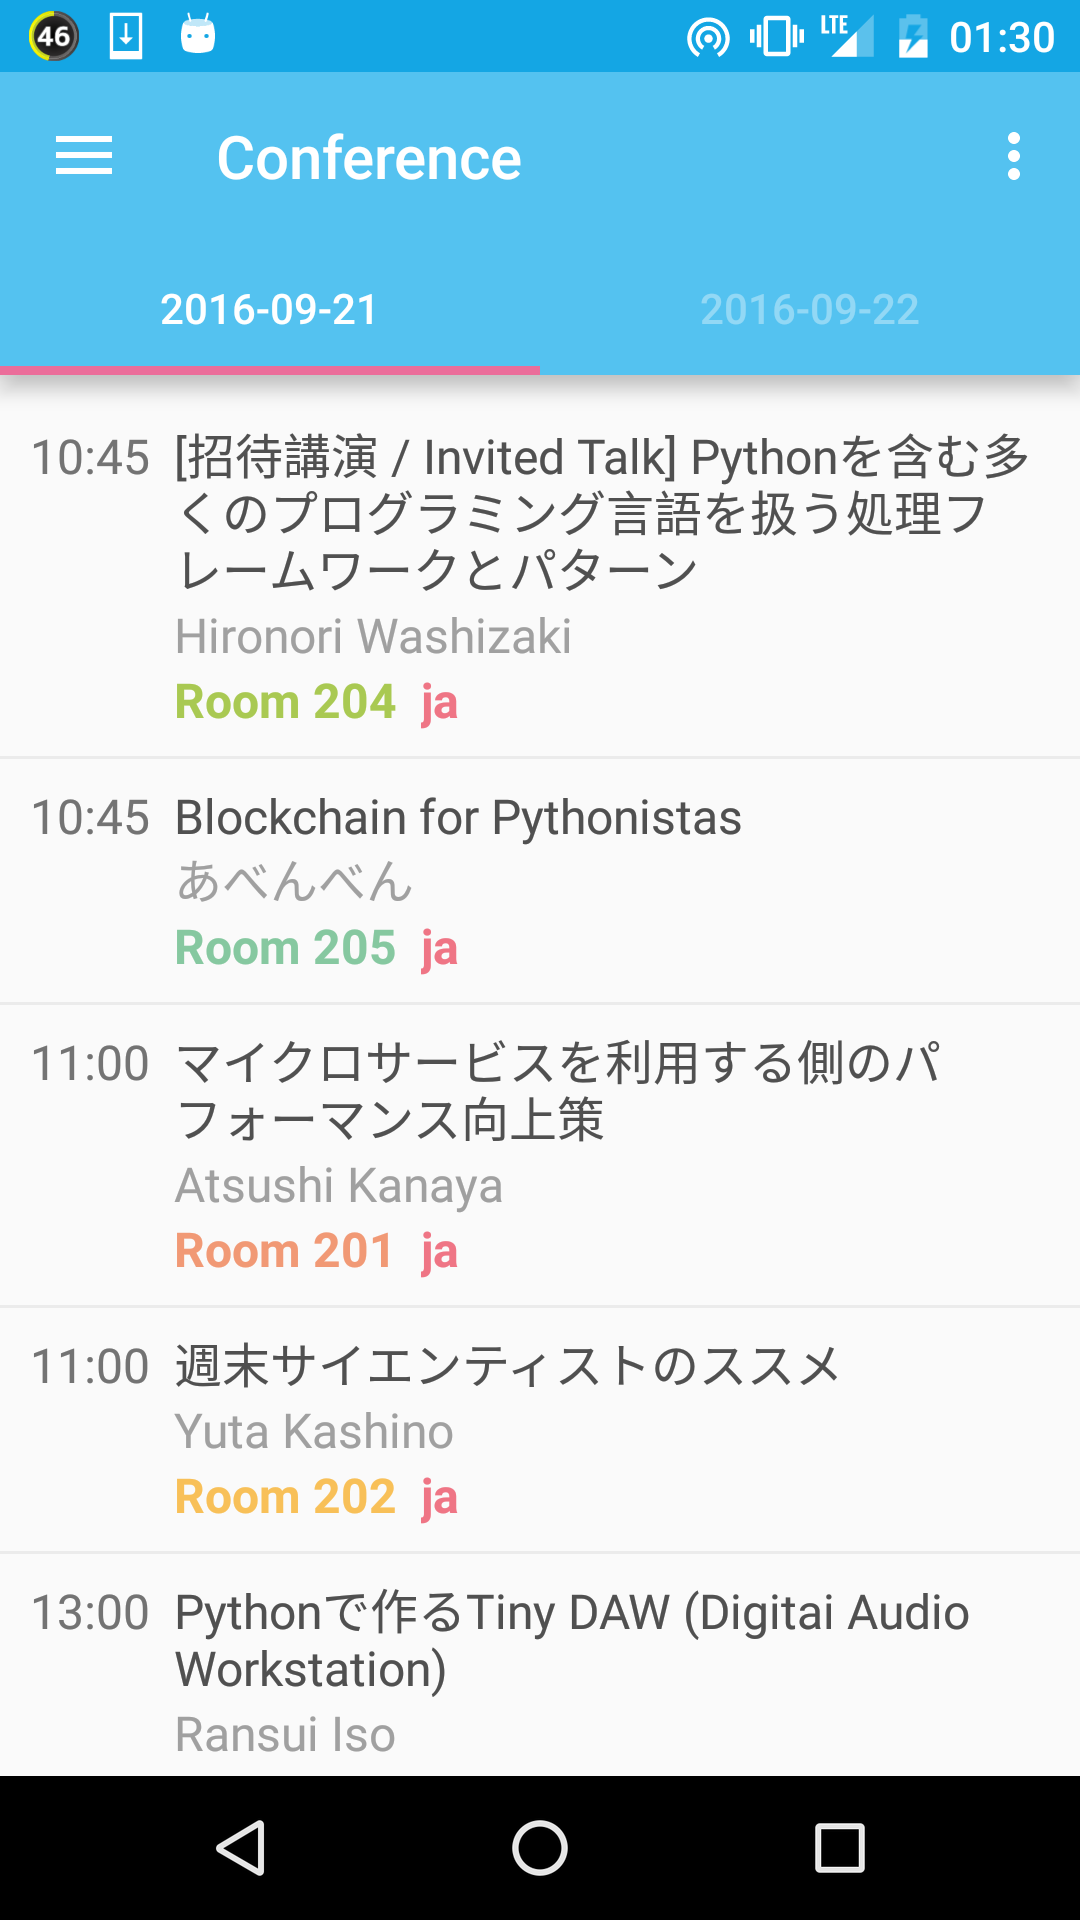 46
LTE
01:30
Conference
2016-09-21
2016-09-22
10:45
[招待講演 / Invited Talk] Pythonを含む多
くのプログラミング言語を扱う処理フ
レームワークとパターン
Hironori Washizaki
Room 204 ja
10:45
Blockchain for Pythonistas
あべんべん
Room 205 ja
11:00
マイクロサービスを利用する側のパ
フォーマンス向上策
Atsushi Kanaya
Room 201 ja
11:00
週末サイエンティストのススメ
Yuta Kashino
Room 202 ja
13:00
Pythonで作るTiny DAW (Digitai Audio
Workstation)
Ransui Iso